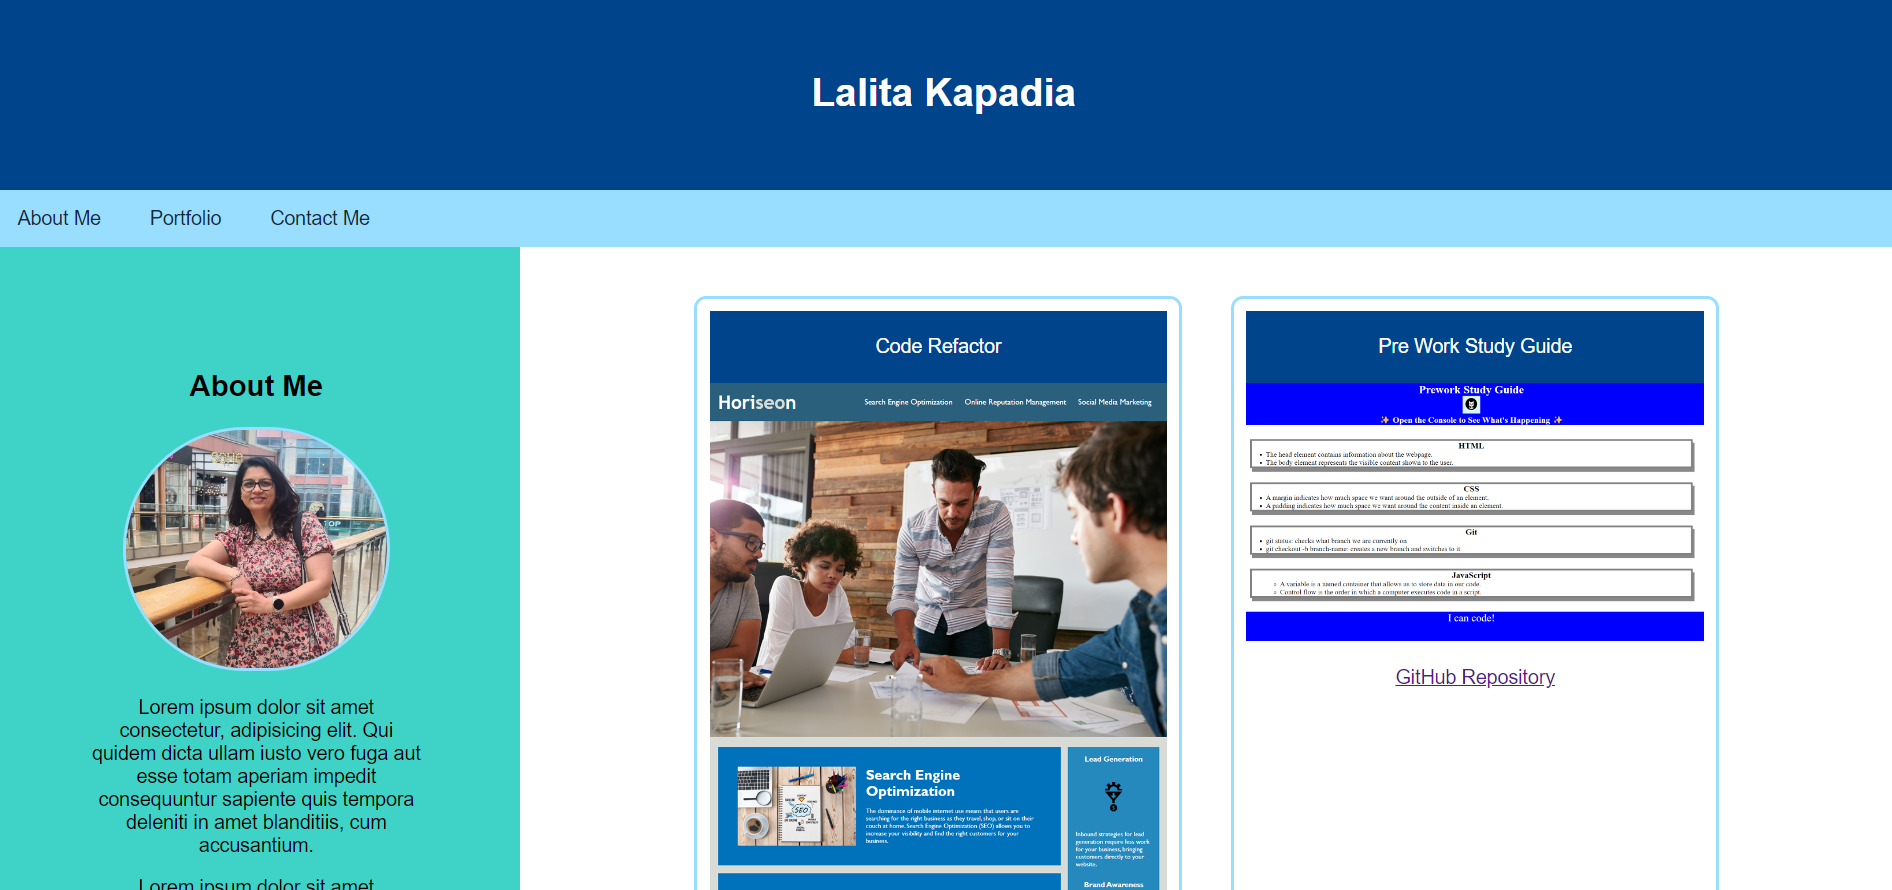 Lalita Kapadia
About Me
Portfolio
Contact Me
About Me
Lorem ipsum dolor sit amet
consectetur, adipisicing elit. Qui
quidem dicta ullam iusto vero fuga aut
esse totam aperiam impedit
consequuntur sapiente quis tempora
deleniti in amet blanditiis, cum
accusantium.
Lorem ipsum dolor sit amet
Code Refactor
Horiseon
Search Engine Optimization
Online Reputation Management
Social Media Marketing
SEO
Search Engine
Optimization
The dominance of mobile internet use means that users are
searching for the right business as they travel, shop, or sit on their
couch at home. Search Engine Optimization (SEO) allows you to
increase your visibility and find the right customers for your
business.
Lead Generation
Inbound strategies for lead
generation require less work
for your business, bringing
customers directly to your
website.
Brand Awareness
Pre Work Study Guide
Prework Study Guide
✨ Open the Console to See What's Happening ✨
HTML
• The head element contains information about the webpage.
• The body element represents the visible content shown to the user.
CSS
• A margin indicates how much space we want around the outside of an element.
• A padding indicates how much space we want around the content inside an element.
Git
• git status: checks what branch we are currently on
• git checkout -b branch-name: creates a new branch and switches to it
JavaScript
○ A variable is a named container that allows us to store data in our code.
○ Control flow is the order in which a computer executes code in a script.
I can code!
GitHub Repository